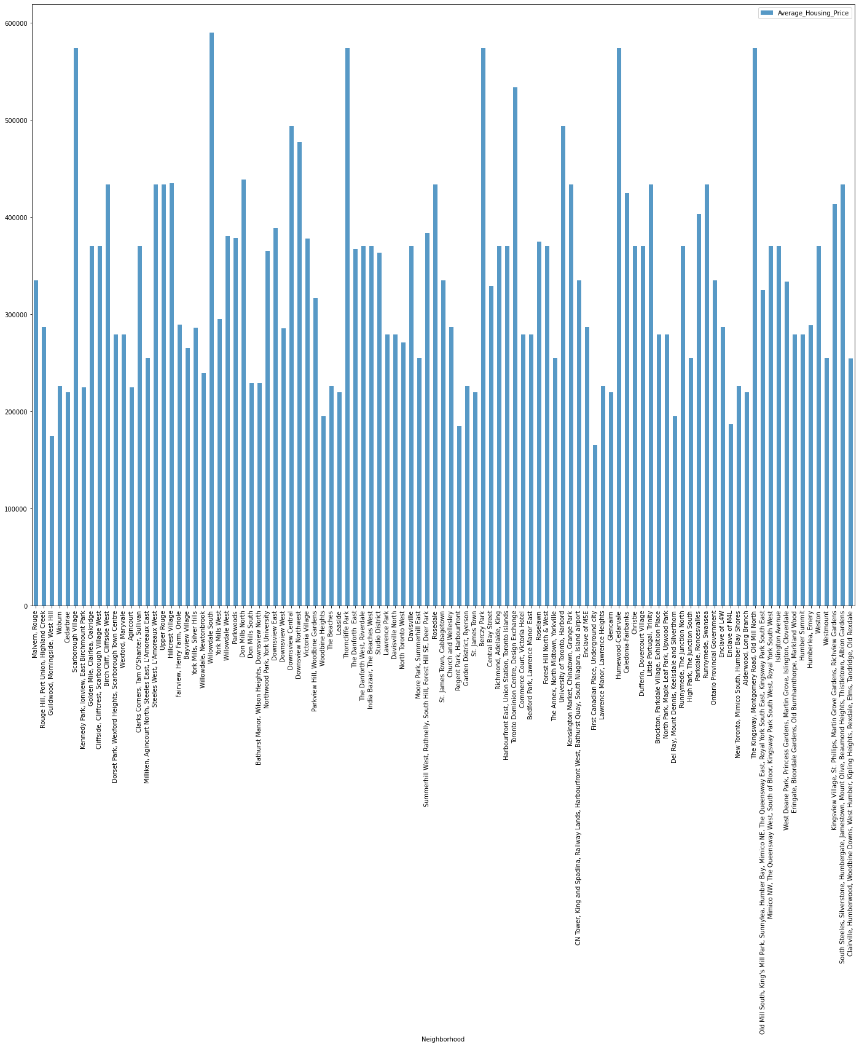 Average_Housing_Price
600000
500000
400000
300000
200000
100000
0
Malvern, Rouge
Rouge Hill, Port Union, Highland Creek
Guildwood, Morningside, West Hill
Woburn
Cedarbrae
Scarborough Village
Kennedy Park, Ionview, East Birchmount Park
Golden Mile, Clairlea, Oakridge
Cliffside, Cliffcrest, Scarborough Village West
Birch Cliff, Cliffside West
Dorset Park, Wexford Heights, Scarborough Town Centre
Wexford, Maryvale
Agincourt
Clarks Corners, Tam O'Shanter, Sullivan
Milliken, Agincourt North, Steeles East, L'Amoreaux East
Steeles West, L'Amoreaux West
Upper Rouge
Hillcrest Village
Fairview, Henry Farm, Oriole
Bayview Village
York Mills, Silver Hills
Willowdale, Newtonbrook
Willowdale South
York Mills West
Willowdale West
Parkwoods
Don Mills North
Don Mills South
Bathurst Manor, Wilson Heights, Downsview North
Northwood Park, York University
Downsview East
Downsview West
Downsview Central
Downsview Northwest
Victoria Village
Parkview Hill, Woodbine Gardens
Woodbine Heights
The Beaches
Leaside
Thorncliffe Park
The Danforth East
The Danforth West, Riverdale
India Bazaar, The Beaches West
Studio District
Lawrence Park
Davisville North
North Toronto West
Davisville
Moore Park, Summerhill East
Summerhill West, Rathnelly, South Hill, Forest Hill SE, Deer Park
Rosedale
St. James Town, Cabbagetown
Church and Wellesley
Regent Park, Harbourfront
Garden District, Ryerson
St. James Town
Berczy Park
Central Bay Street
Richmond, Adelaide, King
Harbourfront East, Union Station, Toronto Islands
Toronto Dominion Centre, Design Exchange
Commerce Court, Victoria Hotel
Bedford Park, Lawrence Manor East
Roselawn
Forest Hill North & West
The Annex, North Midtown, Yorkville
University of Toronto, Harbord
Kensington Market, Chinatown, Grange Park
CN Tower, King and Spadina, Railway Lands, Harbourfront West, Bathurst Quay, South Niagara, Island airport
Enclave of M5E
First Canadian Place, Underground city
Lawrence Manor, Lawrence Heights
Glencairn
Humewood-Cedarvale
Caledonia-Fairbanks
Christie
Dufferin, Dovercourt Village
Little Portugal, Trinity
Brockton, Parkdale Village, Exhibition Place
North Park, Maple Leaf Park, Upwood Park
Del Ray, Mount Dennis, Keelsdale and Silverthorn
Runnymede, The Junction North
High Park, The Junction South
Parkdale, Roncesvalles
Runnymede, Swansea
Ontario Provincial Government
Enclave of L4W
Enclave of M4L
New Toronto, Mimico South, Humber Bay Shores
Alderwood, Long Branch
The Kingsway, Montgomery Road, Old Mill North
Old Mill South, King's Mill Park, Sunnylea, Humber Bay, Mimico NE, The Queensway East, Royal York South East, Kingsway Park South East
Mimico NW, The Queensway West, South of Bloor, Kingsway Park South West, Royal York South West
Islington Avenue
West Deane Park, Princess Gardens, Martin Grove, Islington, Cloverdale
Eringate, Bloordale Gardens, Old Burnhamthorpe, Markland Wood
Humber Summit
Humberlea, Emery
Weston
Westmount
Kingsview Village, St. Phillips, Martin Grove Gardens, Richview Gardens
South Steeles, Silverstone, Humbergate, Jamestown, Mount Olive, Beaumond Heights, Thistletown, Albion Gardens
Clairville, Humberwood, Woodbine Downs, West Humber, Kipling Heights, Rexdale, Elms, Tandridge, Old Rexdale
Neighborhood